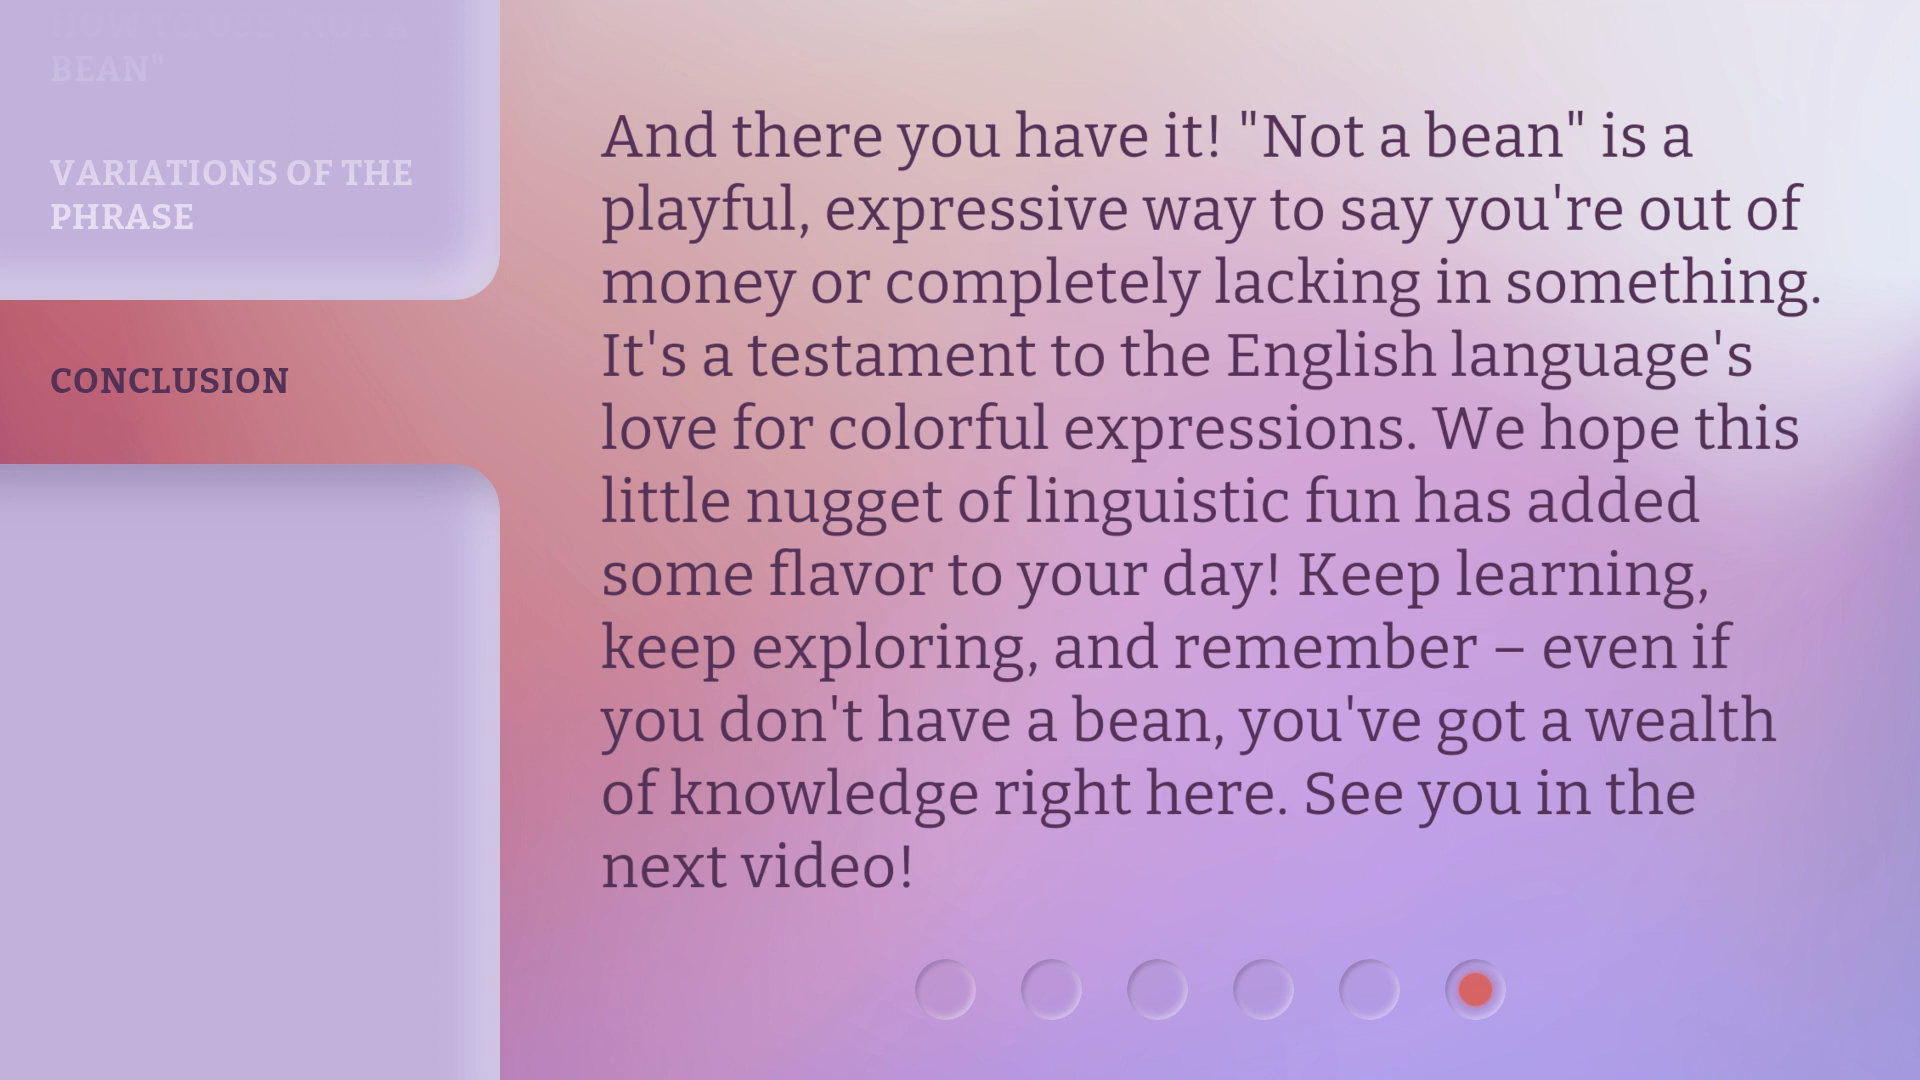 HOW TO USE "NOT A
BEAN"
VARIATIONS OF THE
PHRASE
CONCLUSION
And there you have it! "Not a bean" is a
playful, expressive way to say you're out of
money or completely lacking in something.
It's a testament to the English language's
love for colorful expressions. We hope this
little nugget of linguistic fun has added
some flavor to your day! Keep learning,
keep exploring, and remember – even if
you don't have a bean, you've got a wealth
of knowledge right here. See you in the
next video!